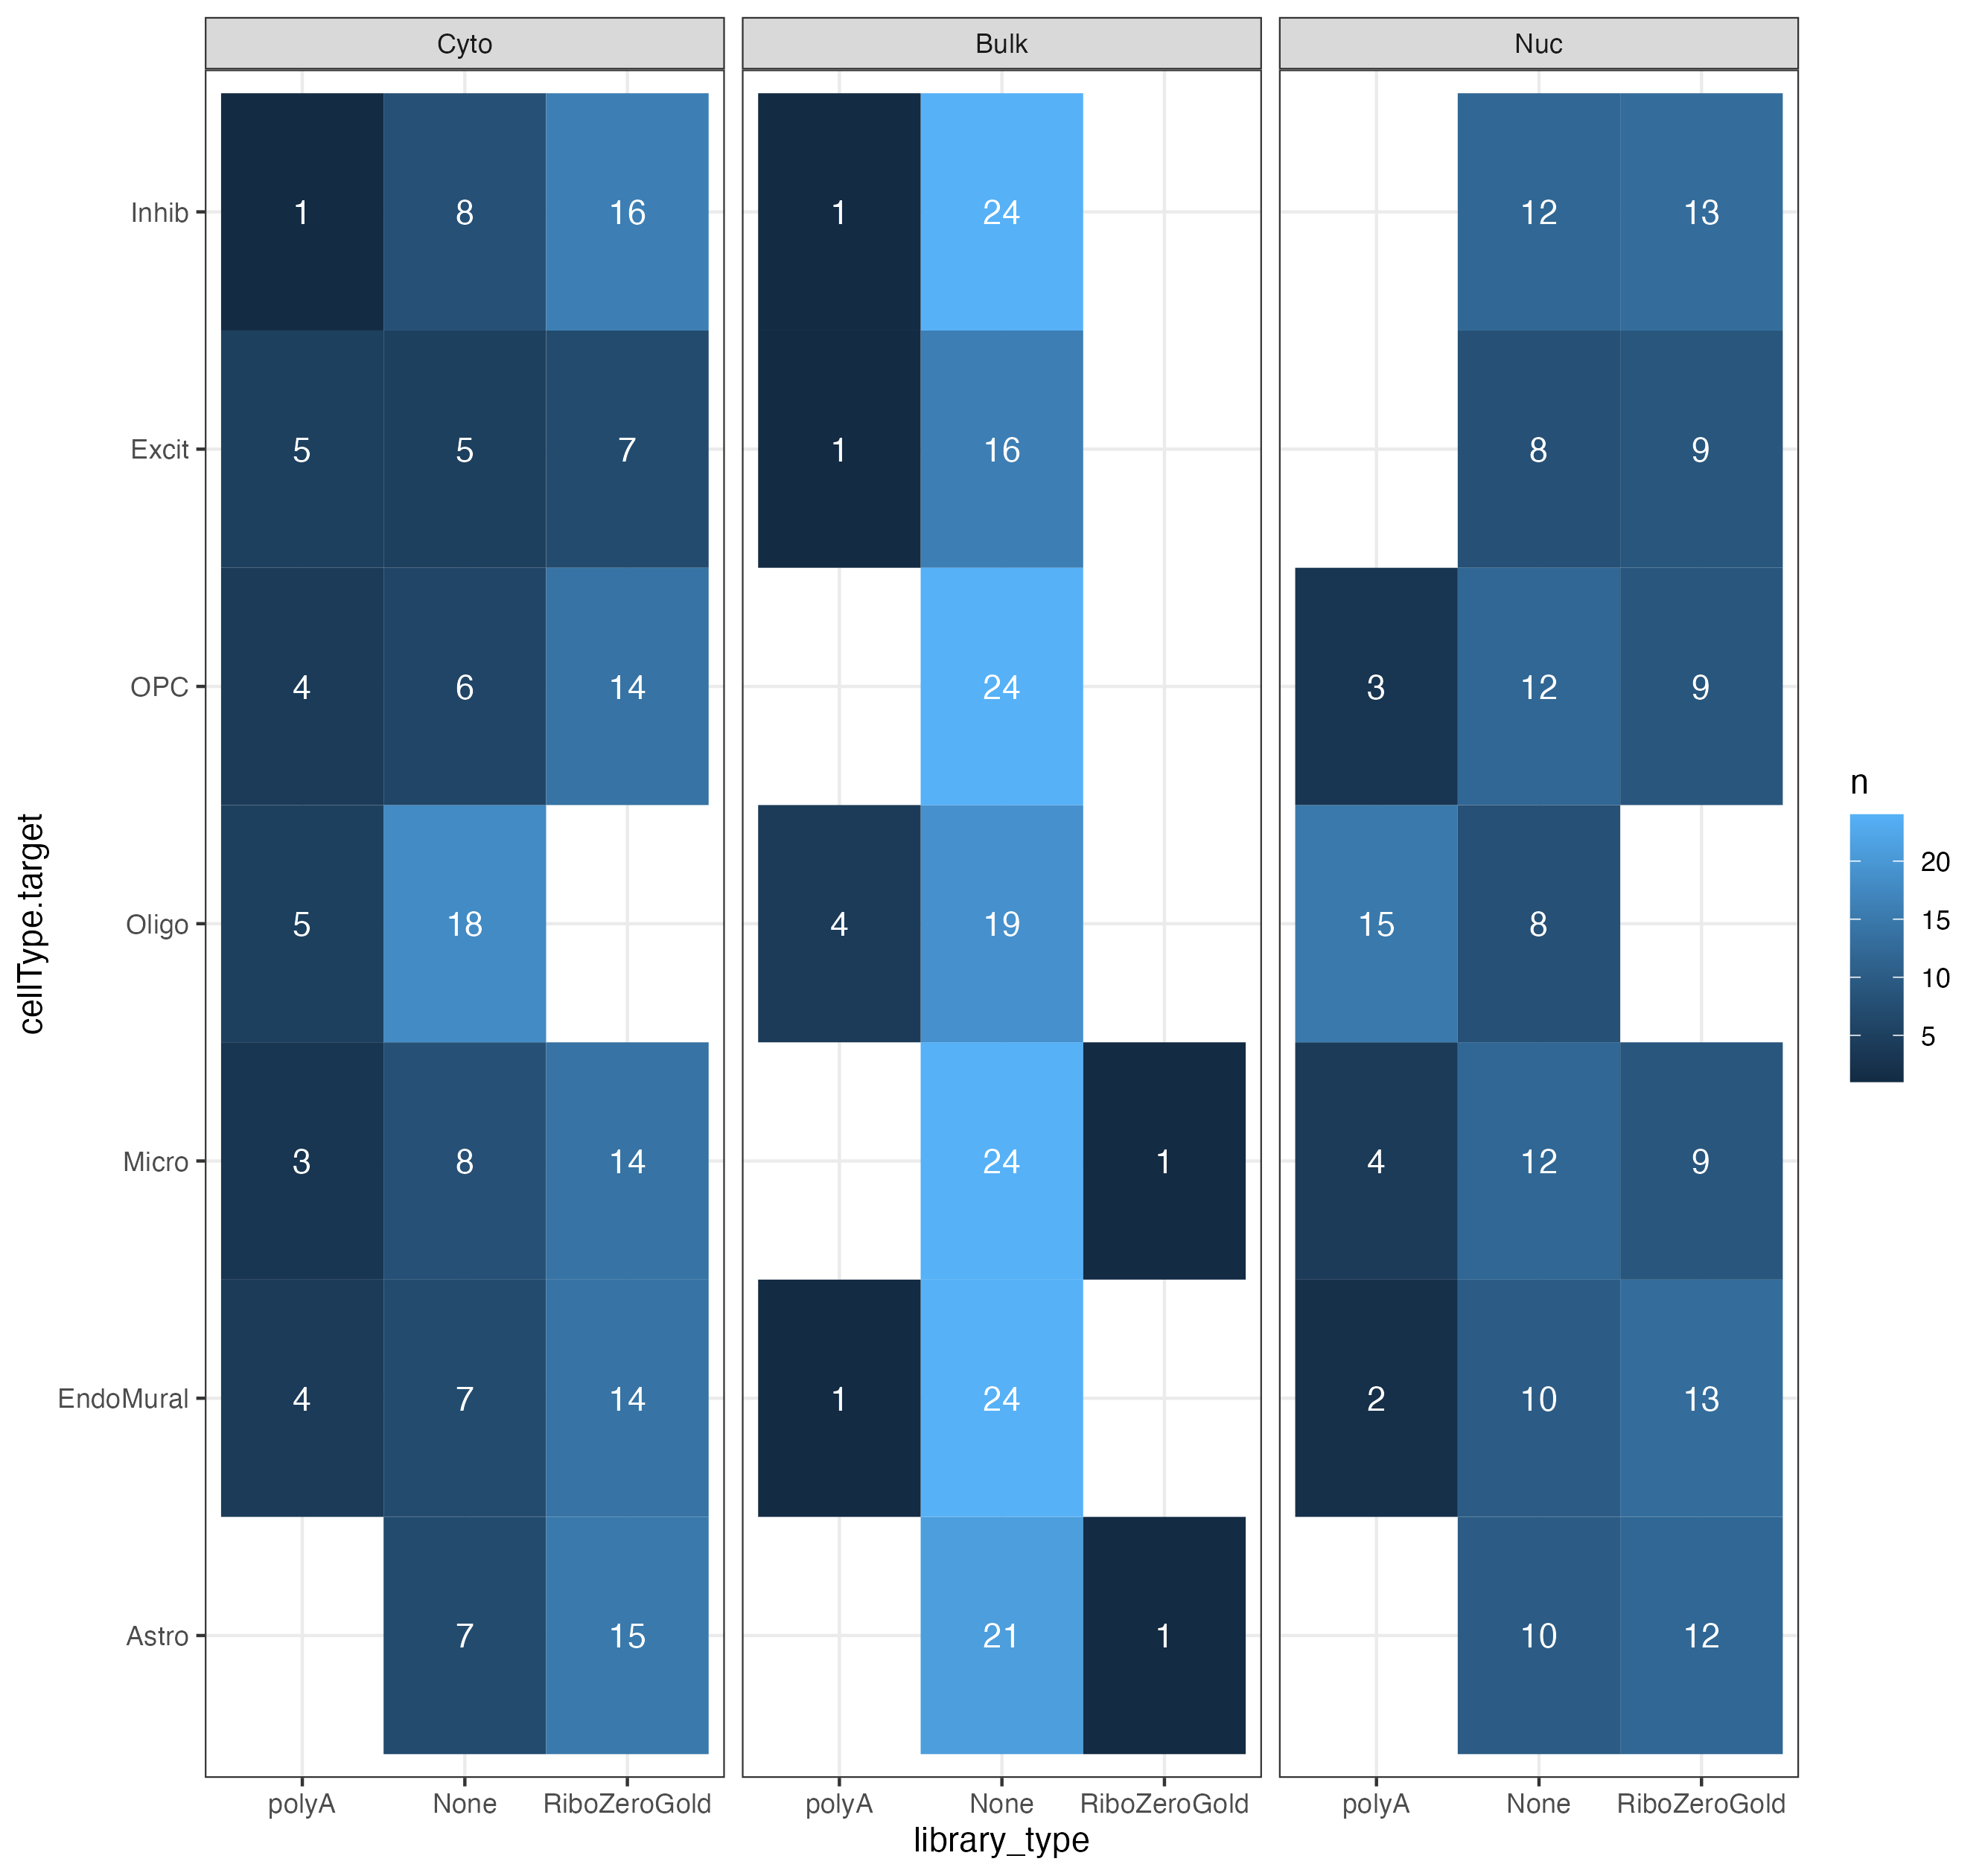 Cyto Bulk Nuc
Inhib 1 8 16 1 24 12 13
Excit 5 5 7 1 16 8 9
OPC 4 6 14 24 3 12 9
Oligo 5 18 4 19 15 8
Micro 3 8 14 24 1 4 12 9
EndoMural 4 7 14 1 24 2 10 13
Astro 7 15 21 1 10 12
polyA None RiboZeroGold polyA None RiboZeroGold polyA None RiboZeroGold
library_type
cellType.target
n
20
15
10
5